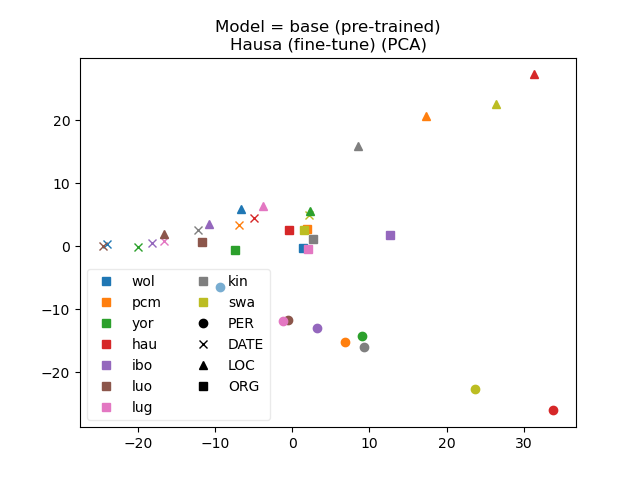 Model = base (pre-trained)
Hausa (fine-tune) (PCA)
20
10
0
−10
−20
wol
pcm
yor
hau
ibo
luo
lug
kin
swa
PER
DATE
LOC
ORG
−20 −10 0 10 20 30